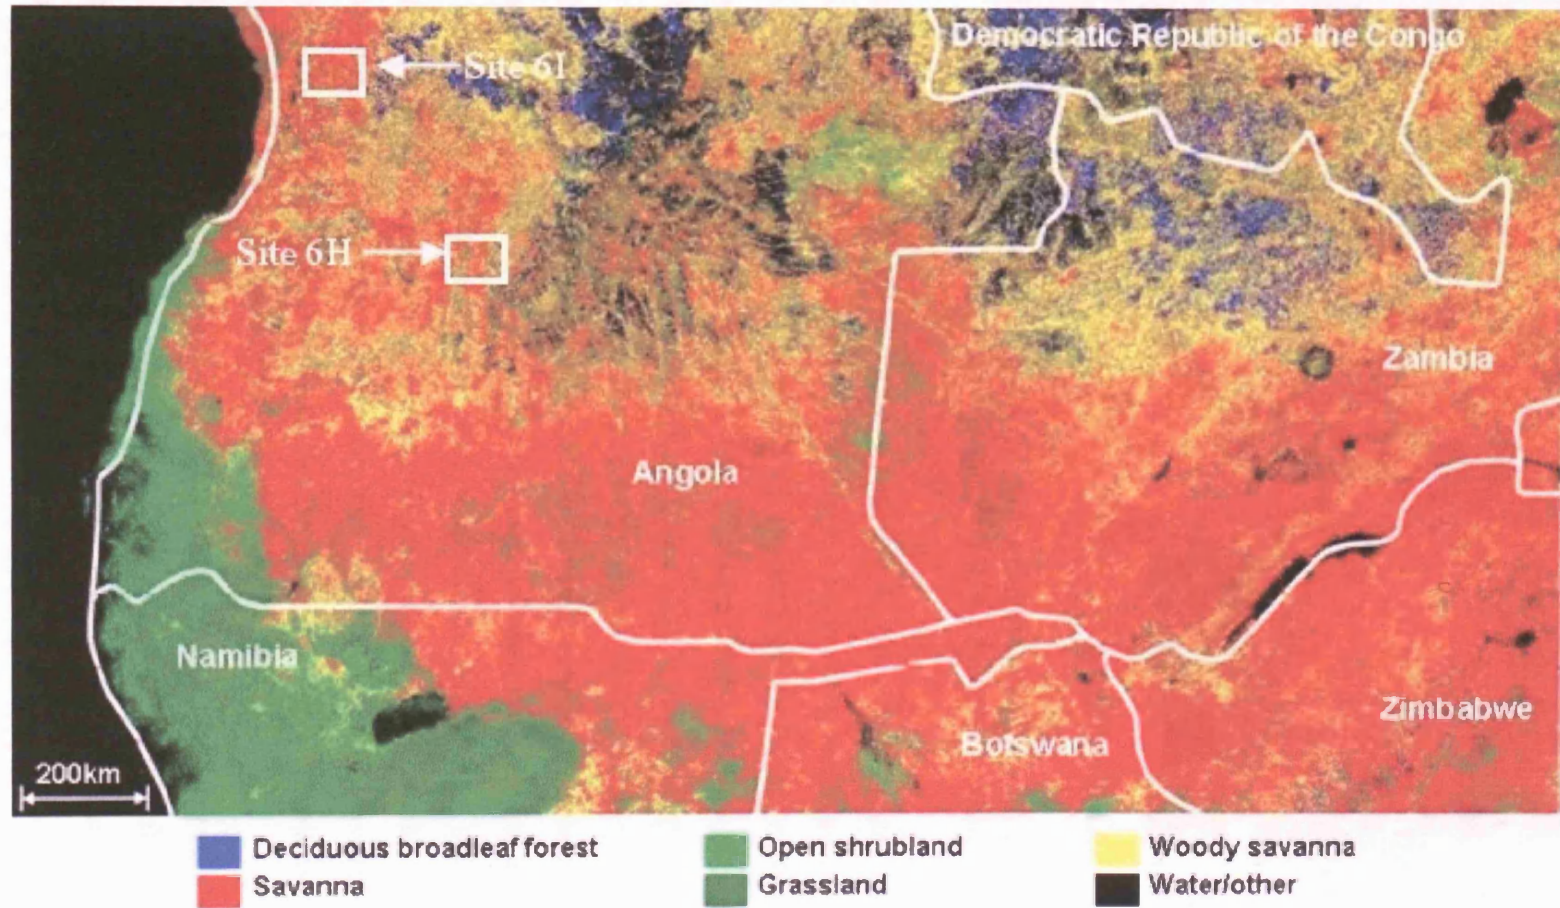 Democratic Republic of the Congo
Site 6I
Site 6H
Zambia
Angola
Namibia
Zimbabwe
Botswana
200km
Deciduous broadleaf forest
Open shrubland
Woody savanna
Savanna
Grassland
Water/other